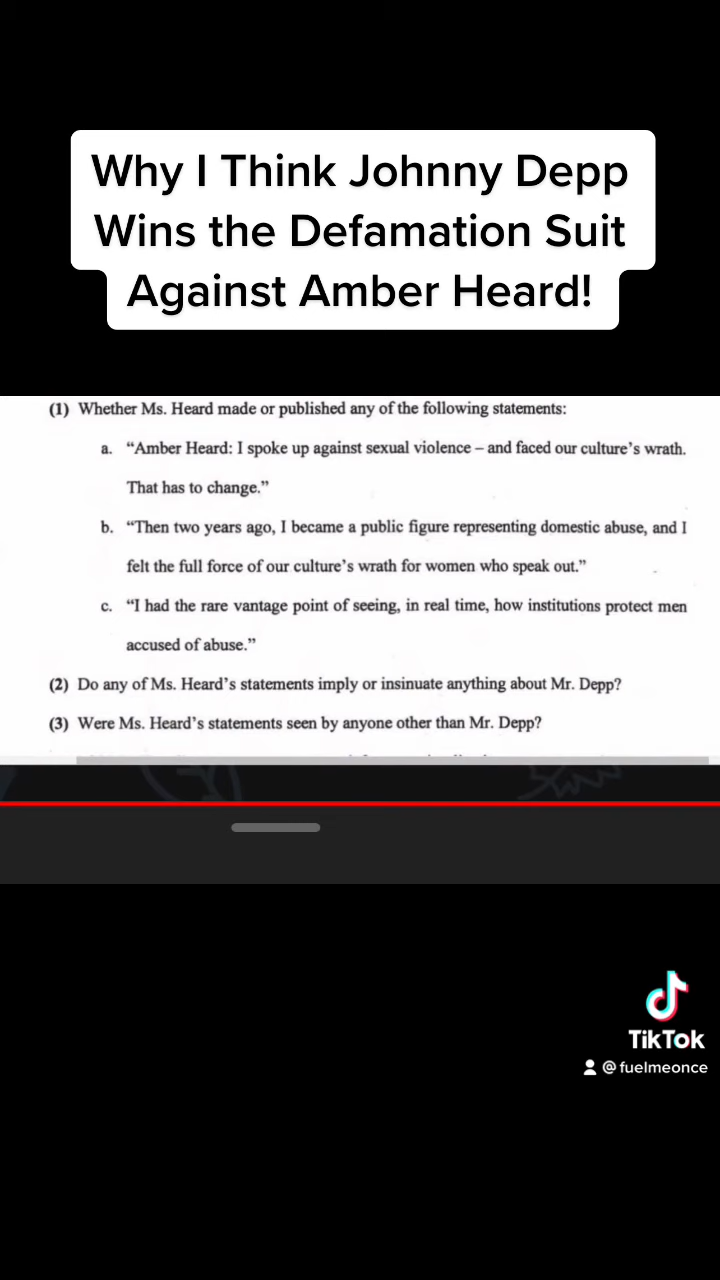 Why I Think Johnny Depp
Wins the Defamation Suit
Against Amber Heard!
(1) Whether Ms. Heard made or published any of the following statements:
a. “Amber Heard: I spoke up against sexual violence – and faced our culture’s wrath.
That has to change.”
b. “Then two years ago, I became a public figure representing domestic abuse, and I
felt the full force of our culture’s wrath for women who speak out.”
c. “I had the rare vantage point of seeing, in real time, how institutions protect men
accused of abuse.”
(2) Do any of Ms. Heard’s statements imply or insinuate anything about Mr. Depp?
(3) Were Ms. Heard’s statements seen by anyone other than Mr. Depp?
TikTok
@fuelmeonce